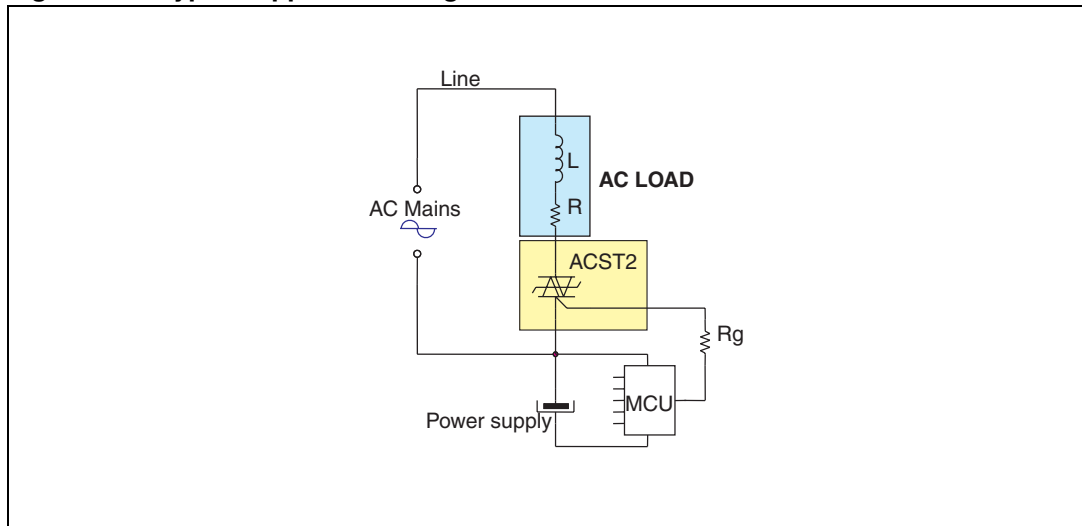 Line
L
AC LOAD
R
AC Mains
ACST2
Rg
MCU
Power supply